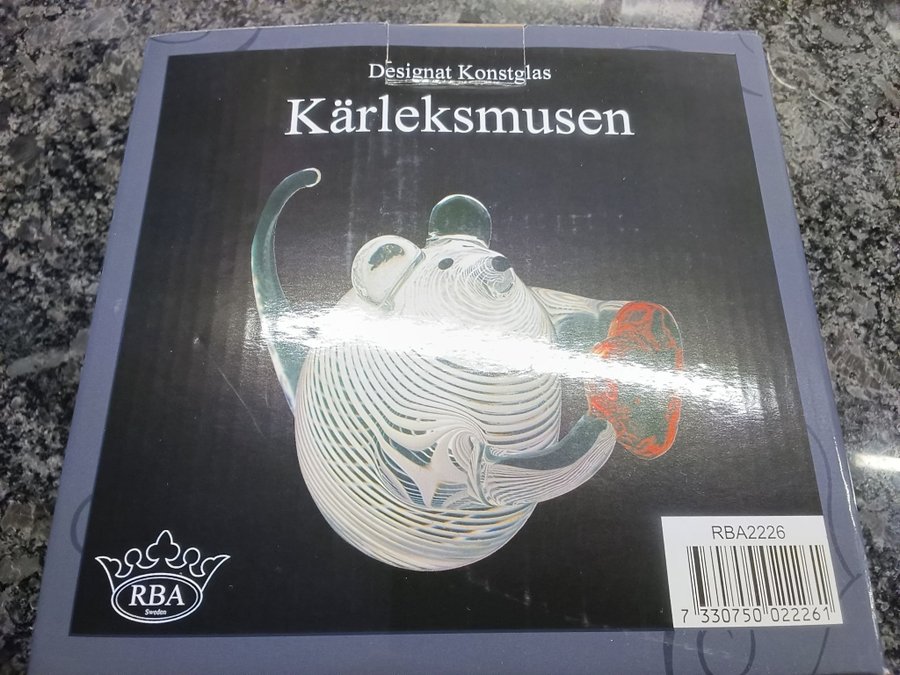 Designat Konstglas
Kärleksmusen
RBA2226
7 330750 022261
RBA
Sweden